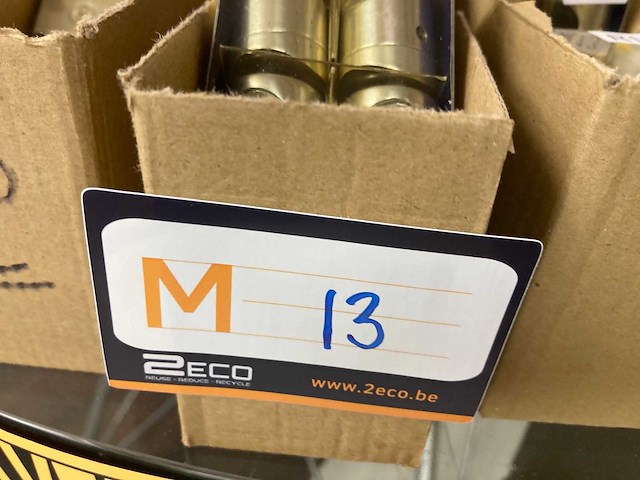 M 13
2ECO
REUSE - REDUCE - RECYCLE
www.2eco.be